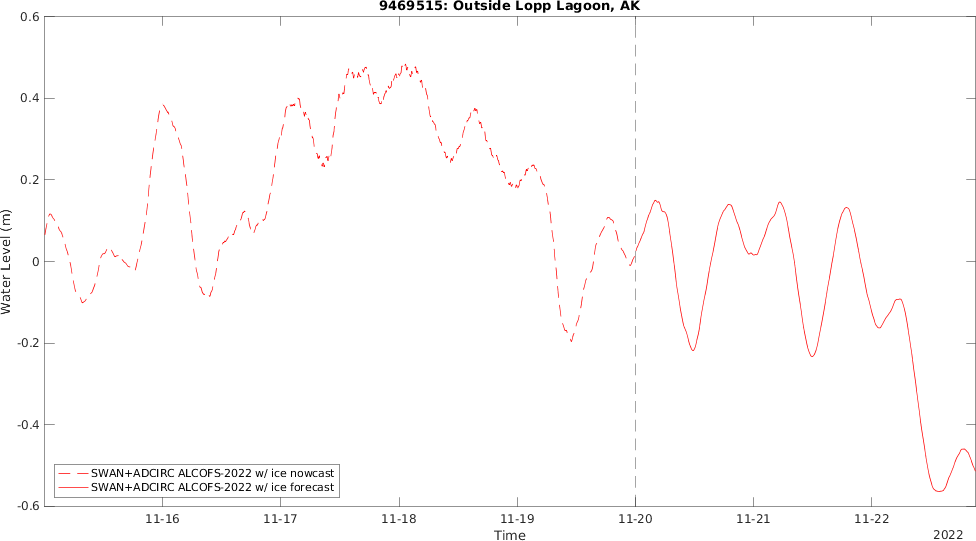 9469515: Outside Lopp Lagoon, AK
0.6
0.4
0.2
0
-0.2
-0.4
-0.6
Water Level (m)
SWAN+ADCIRC ALCOFS-2022 w/ ice nowcast
SWAN+ADCIRC ALCOFS-2022 w/ ice forecast
11-16 11-17 11-18 11-19 11-20 11-21 11-22
Time
2022